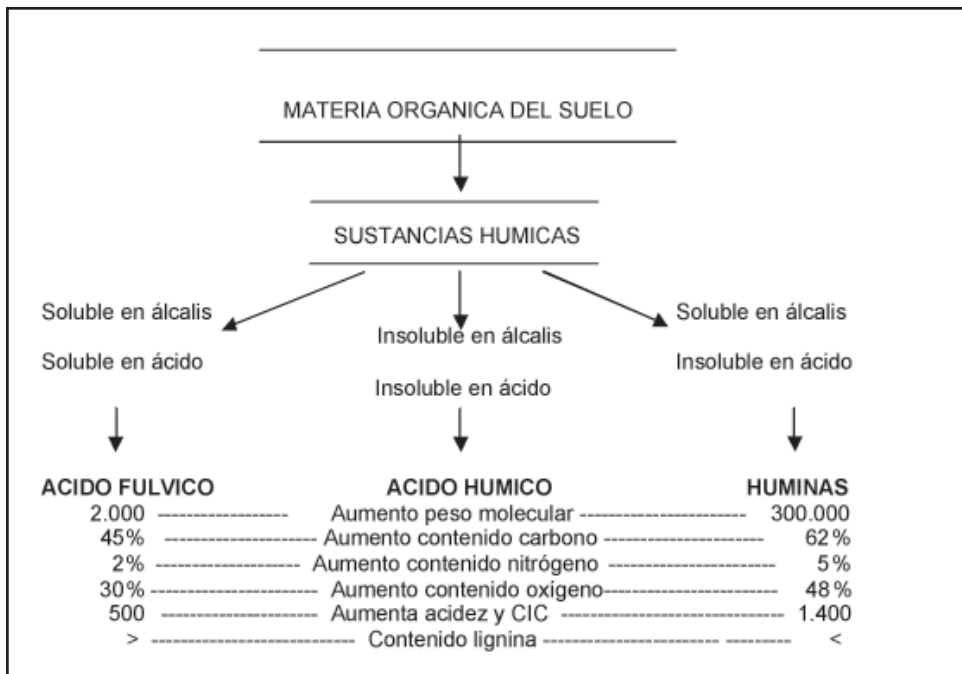 MATERIA ORGANICA DEL SUELO
SUSTANCIAS HUMICAS
Soluble en álcalis
Soluble en ácido
Insoluble en álcalis
Insoluble en ácido
Soluble en álcalis
Insoluble en ácido
ACIDO FULVICO ACIDO HUMICO HUMINAS
2.000 ------------------ Aumento peso molecular ----------------------- 300.000
45% ---------------------- Aumento contenido carbono ---------------------- 62%
2% --------------------- Aumento contenido nitrógeno ----------------------- 5%
30% --------------------- Aumento contenido oxígeno------------------------- 48%
500 ---------------------- Aumenta acidez y CIC ---------------------------- 1.400
> ---------------------------- Contenido lignina ------------------------ --------- <